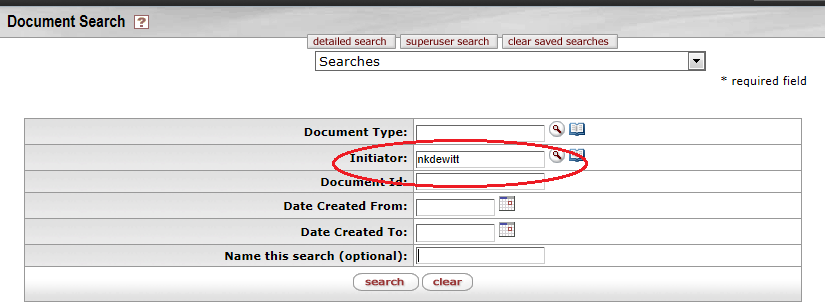 Document Search ?
detailed search superuser search clear saved searches
Searches
* required field
Document Type:
Initiator: nkdewitt
Document Id:
Date Created From:
Date Created To:
Name this search (optional):
search clear